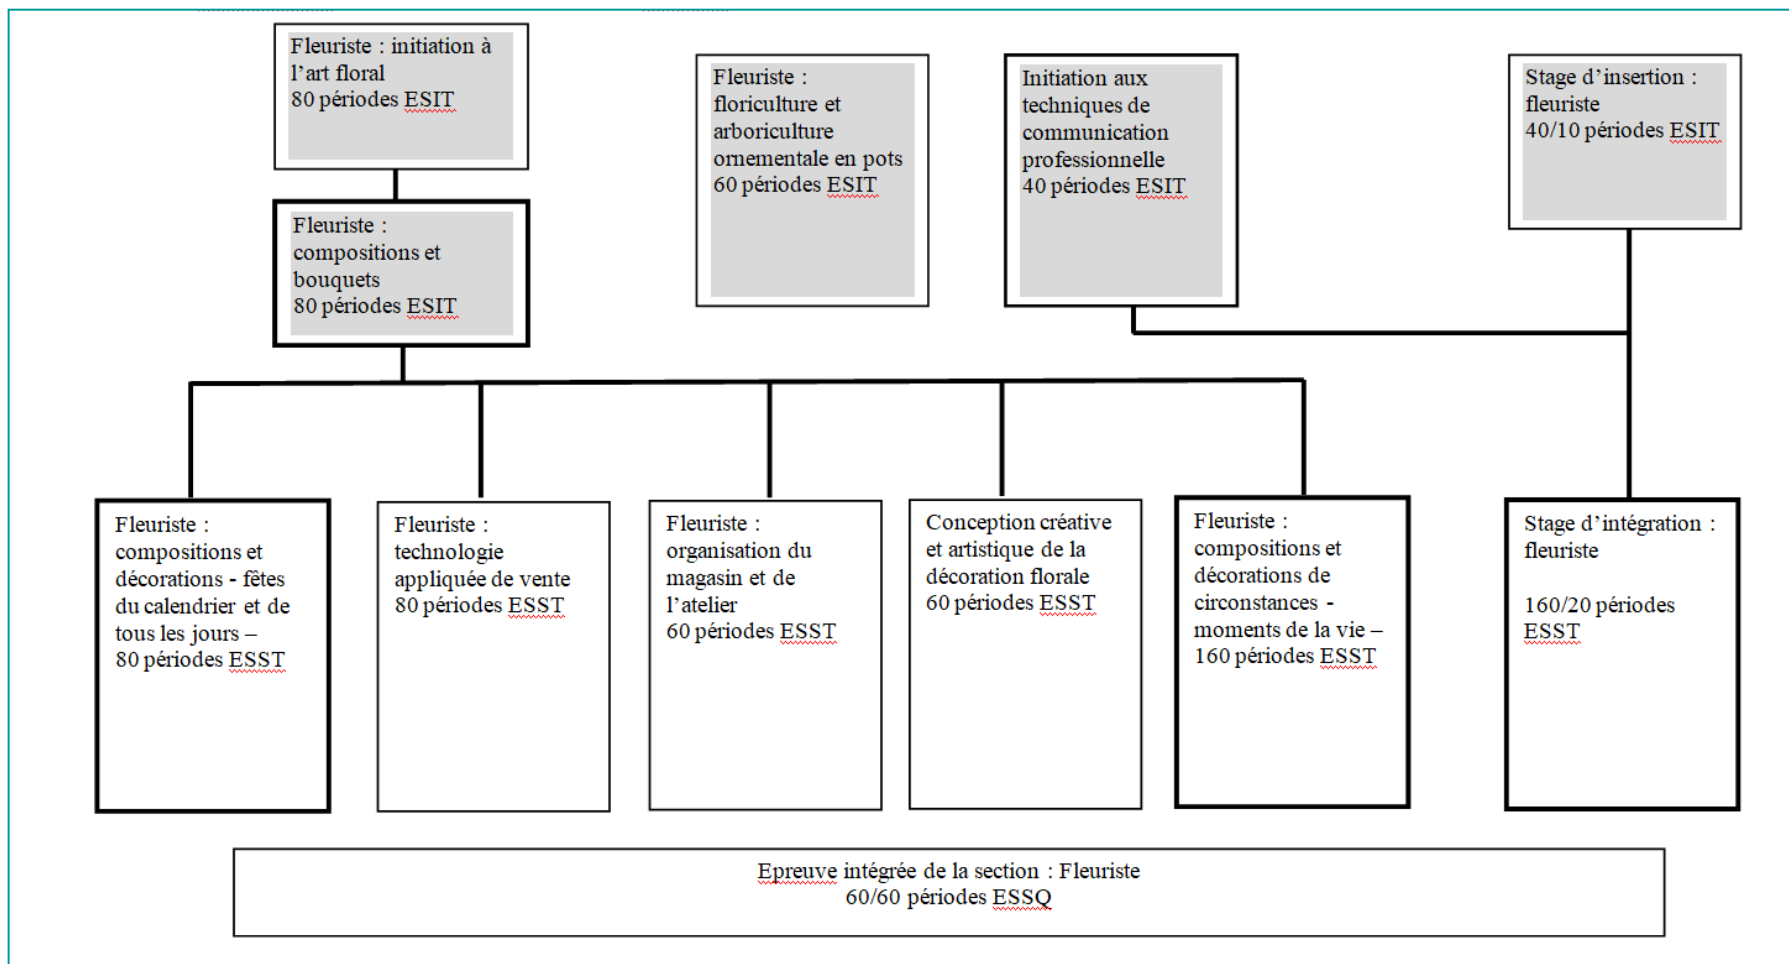 Fleuriste : initiation à
l'art floral
80 périodes ESIT
Fleuriste :
compositions et
bouquets
80 périodes ESIT
Fleuriste :
floriculture et
arboriculture
ornementale en pots
60 périodes ESIT
Initiation aux
techniques de
communication
professionnelle
40 périodes ESIT
Stage d'insertion :
fleuriste
40/10 périodes ESIT
Fleuriste :
compositions et
décorations - fêtes
du calendrier et de
tous les jours –
80 périodes ESST
Fleuriste :
technologie
appliquée de vente
80 périodes ESST
Fleuriste :
organisation du
magasin et de
l'atelier
60 périodes ESST
Conception créative
et artistique de la
décoration florale
60 périodes ESST
Fleuriste :
compositions et
décorations de
circonstances -
moments de la vie –
160 périodes ESST
Stage d'intégration :
fleuriste
160/20 périodes
ESST
Epreuve intégrée de la section : Fleuriste
60/60 périodes ESSQ